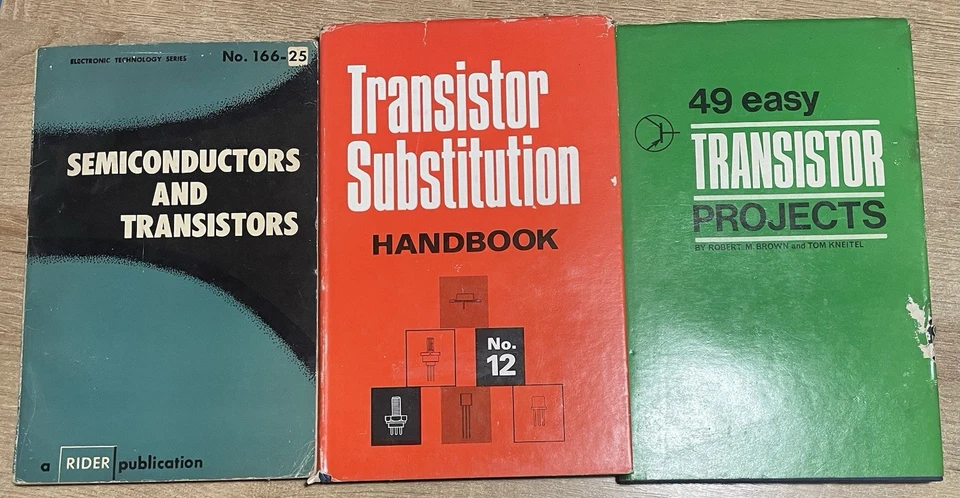 ELECTRONIC TECHNOLOGY SERIES
No. 166-25
SEMICONDUCTORS
AND
TRANSISTORS
a RIDER publication
Transistor
Substitution
HANDBOOK
No.
12
49 easy
TRANSISTOR
PROJECTS
BY ROBERT M. BROWN and TOM KNEITEL